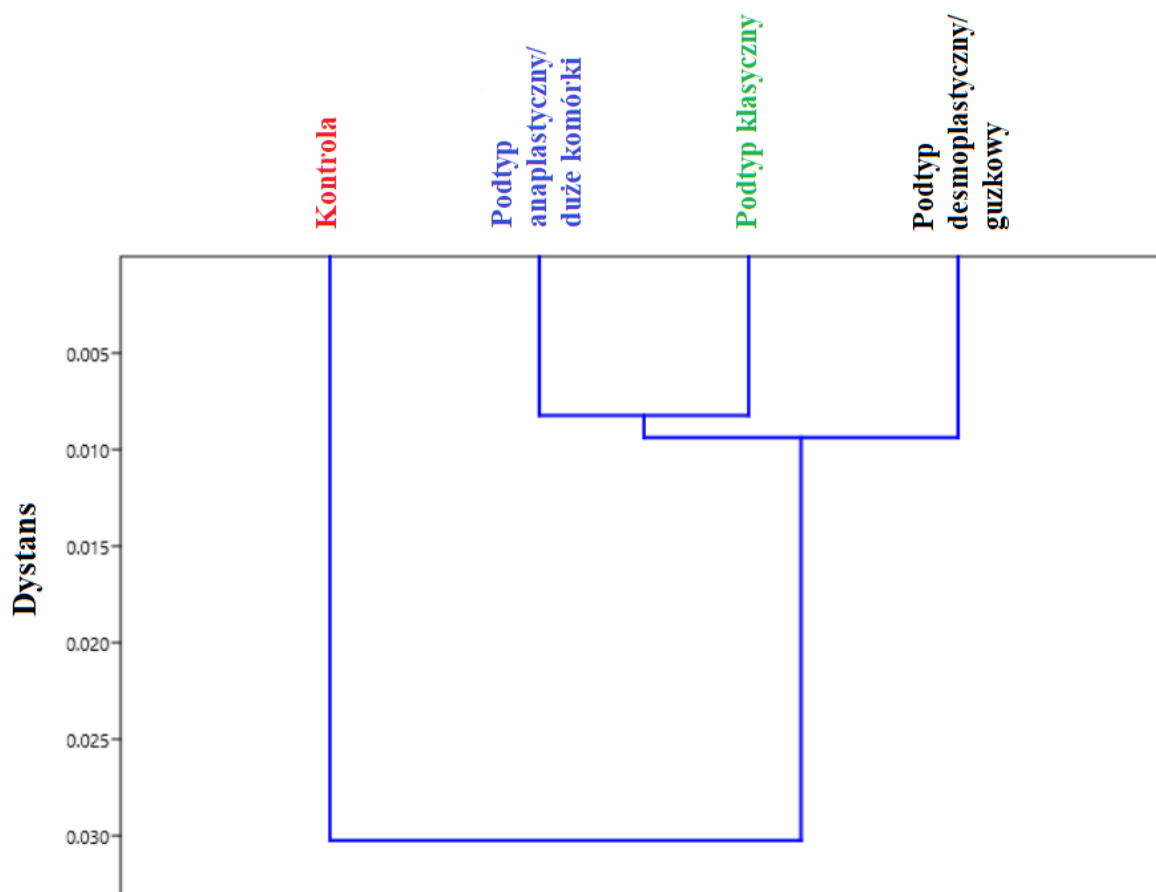 Kontrola
Podtyp
anaplastyczny/
duże komórki
Podtyp klasyczny
Podtyp
desmoplastyczny/
guzkowy
Dystans
0.005
0.010
0.015
0.020
0.025
0.030